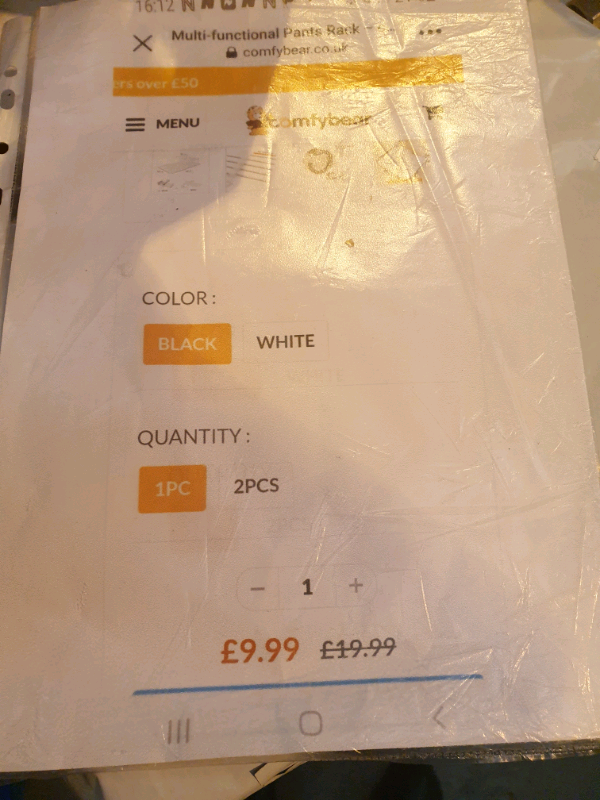 16:12
Multi-functional Pants Rack
comfybear.co.uk
ers over £50
MENU
comfybear
COLOR:
BLACK WHITE
QUANTITY:
1PC 2PCS
− 1 +
£9.99 £19.99